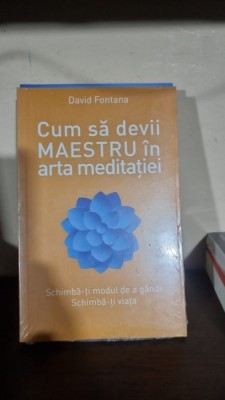 David Fontana
Cum să devii
MAESTRU în
arta meditației
Schimbă-ți modul de a gândi
Schimbă-ți viața